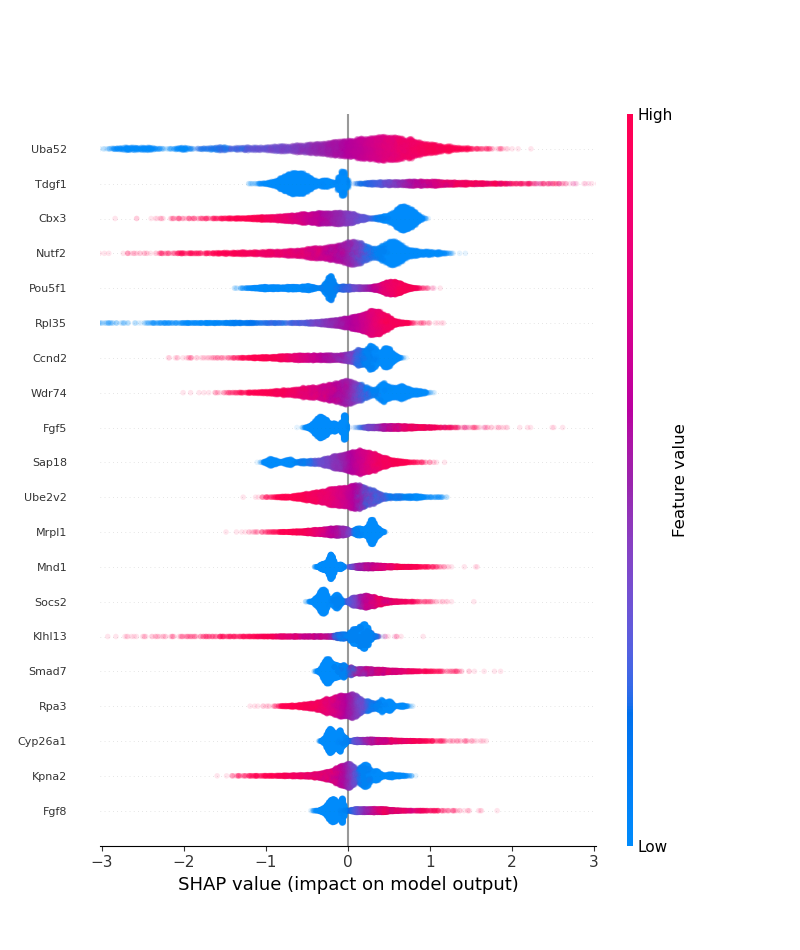 High
Uba52
Tdgf1
Cbx3
Nutf2
Pou5f1
Rpl35
Ccnd2
Wdr74
Fgf5
Sap18
Ube2v2
Mrpl1
Mnd1
Socs2
Klhl13
Smad7
Rpa3
Cyp26a1
Kpna2
Fgf8
Feature value
Low
−3 −2 −1 0 1 2 3
SHAP value (impact on model output)